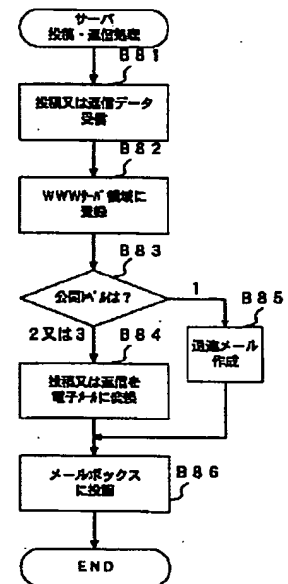 サーバ
投稿・返信処理
B81
投稿又は返信データ
受信
B82
WWWサーバ領域に
登録
B83
公開レベルは?
1
B85
2又は3
B84
メール
作成
投稿又は返信を
電子メールに変換
メールボックス
に投函
B86
END